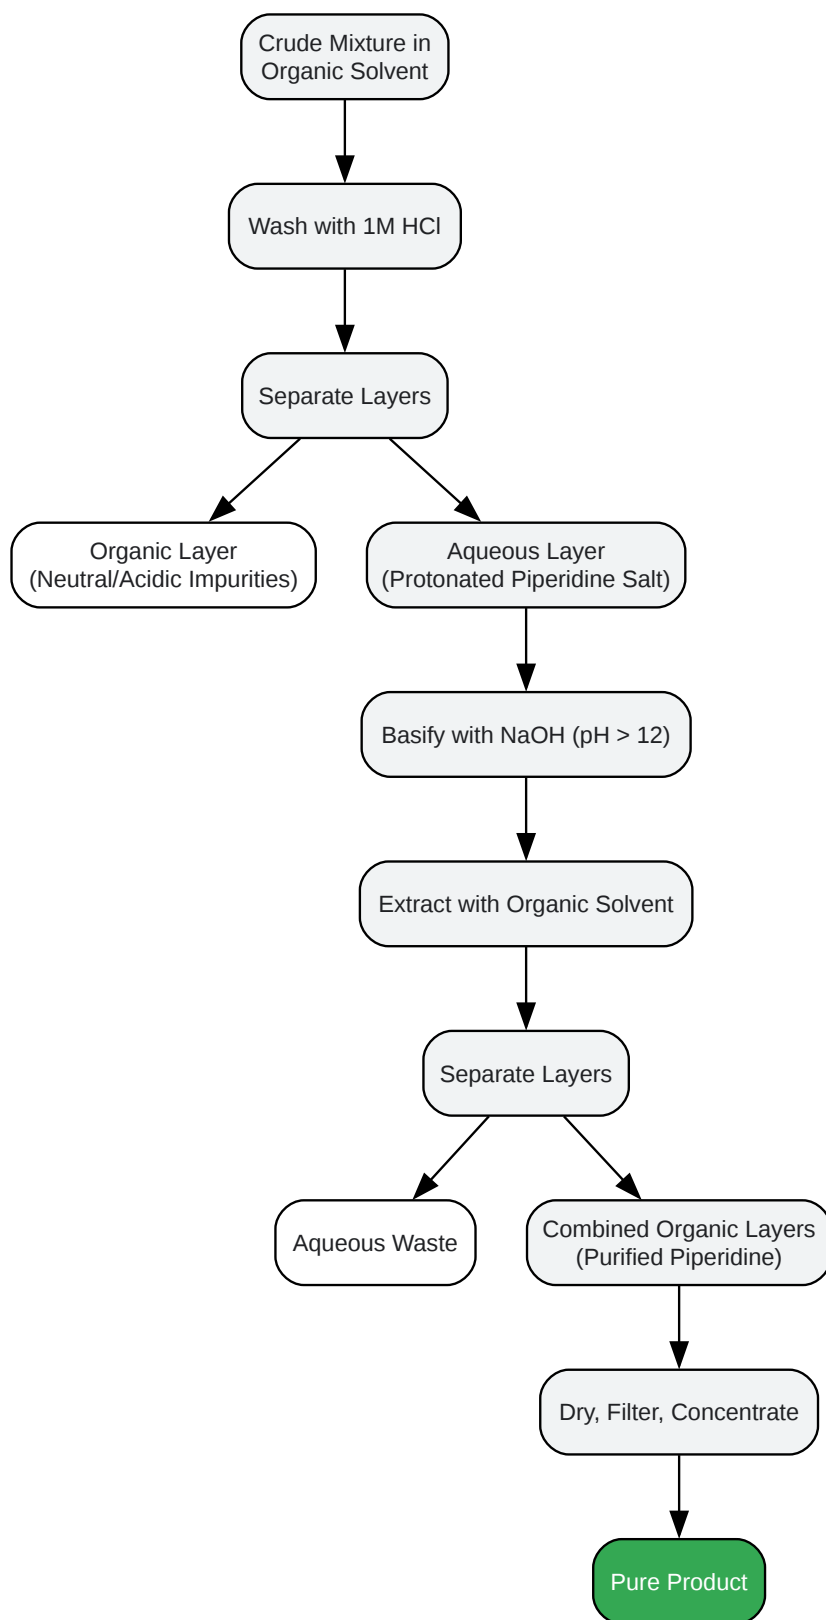 Crude Mixture in
Organic Solvent
Wash with 1M HCl
Separate Layers
Organic Layer
(Neutral/Acidic Impurities)
Aqueous Layer
(Protonated Piperidine Salt)
Basify with NaOH (pH > 12)
Extract with Organic Solvent
Separate Layers
Aqueous Waste
Combined Organic Layers
(Purified Piperidine)
Dry, Filter, Concentrate
Pure Product